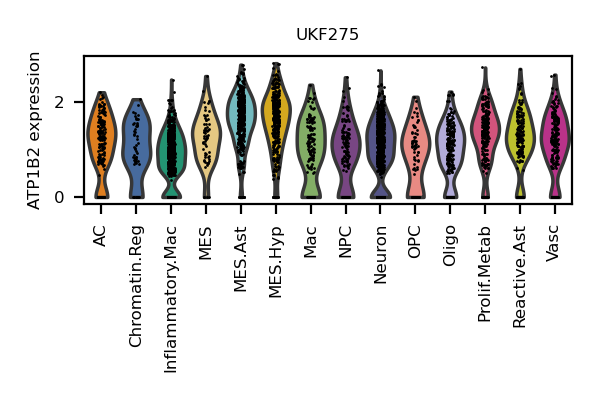 UKF275
ATP1B2 expression
2
0
AC
Chromatin.Reg
Inflammatory.Mac
MES
MES.Ast
MES.Hyp
Mac
NPC
Neuron
OPC
Oligo
Prolif.Metab
Reactive.Ast
Vasc